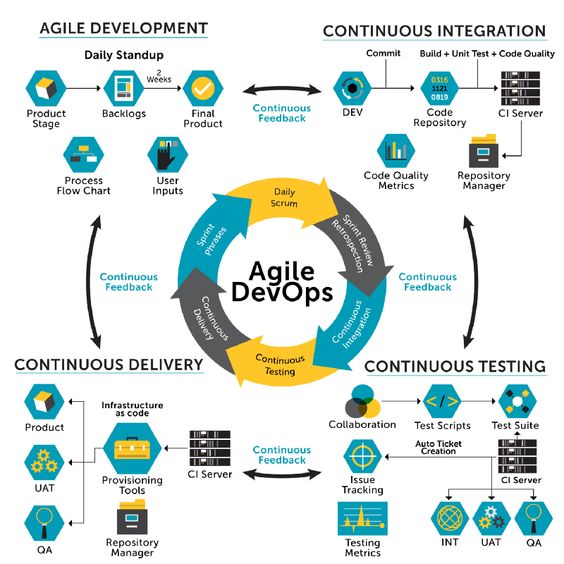 AGILE DEVELOPMENT
Daily Standup
2
Weeks
Product
Stage
Backlogs
Final
Product
Process
Flow Chart
User
Inputs
Continuous
Feedback
CONTINUOUS INTEGRATION
Commit
Build + Unit Test + Code Quality
0316
1121
0819
DEV
Code
Repository
CI Server
Code Quality
Metrics
Repository
Manager
Continuous
Feedback
Agile
DevOps
Daily
Scrum
Sprint Review
Retrospection
Continuous
Integration
Continuous
Testing
Continuous
Delivery
Sprint
Phrases
Continuous
Feedback
CONTINUOUS DELIVERY
Infrastructure
as code
Product
UAT
QA
Provisioning
Tools
CI Server
Repository
Manager
Continuous
Feedback
CONTINUOUS TESTING
Collaboration
</>
Test Scripts
Test Suite
Auto Ticket
Creation
Issue
Tracking
CI Server
Testing
Metrics
INT
UAT
QA